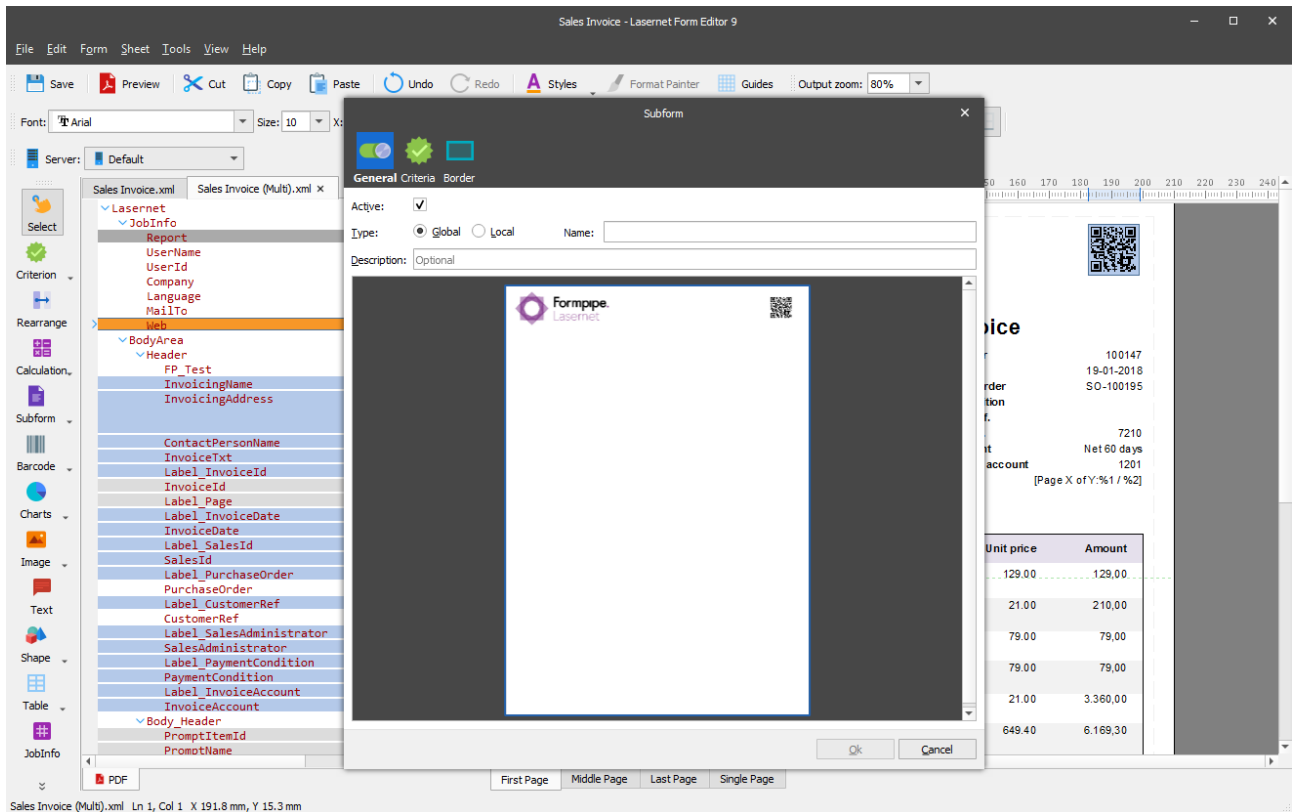 Sales Invoice - Lasernet Form Editor 9
File Edit Form Sheet Tools View Help
Save Preview Cut Copy Paste Undo Redo Styles Format Painter Guides Output zoom: 80%
Font: Arial Size: 10 X:
Server: Default
Sales Invoice.xml Sales Invoice (Multi).xml
Select
Criterion
Rearrange
Calculation
Subform
Barcode
Charts
Image
Text
Shape
Table
JobInfo
Lasernet
JobInfo
Report
UserName
UserId
Company
Language
MailTo
Web
BodyArea
Header
FP_Test
InvoicingName
InvoicingAddress
ContactPersonName
InvoiceTxt
Label_InvoiceId
InvoiceId
Label_Page
Label_InvoiceDate
InvoiceDate
Label_SalesId
SalesId
Label_PurchaseOrder
PurchaseOrder
Label_CustomerRef
CustomerRef
Label_SalesAdministrator
SalesAdministrator
Label_PaymentCondition
PaymentCondition
Label_InvoiceAccount
InvoiceAccount
Body_Header
PromptItemId
PromptName
Subform
General Criteria Border
Active:
Type: Global Local Name:
Description: Optional
Formpipe.
Lasernet
Ok Cancel
50 160 170 180 190 200 210 220 230 240
oice
r 100147
19-01-2018
rder SO-100195
tion
f.
7210
nt Net 60 days
account 1201
[Page X of Y:%1 / %2]
Unit price Amount
129.00 129,00
21.00 210,00
79.00 79,00
79.00 79,00
21.00 3.360,00
649.40 6.169,30
PDF
First Page Middle Page Last Page Single Page
Sales Invoice (Multi).xml Ln 1, Col 1 X 191.8 mm, Y 15.3 mm